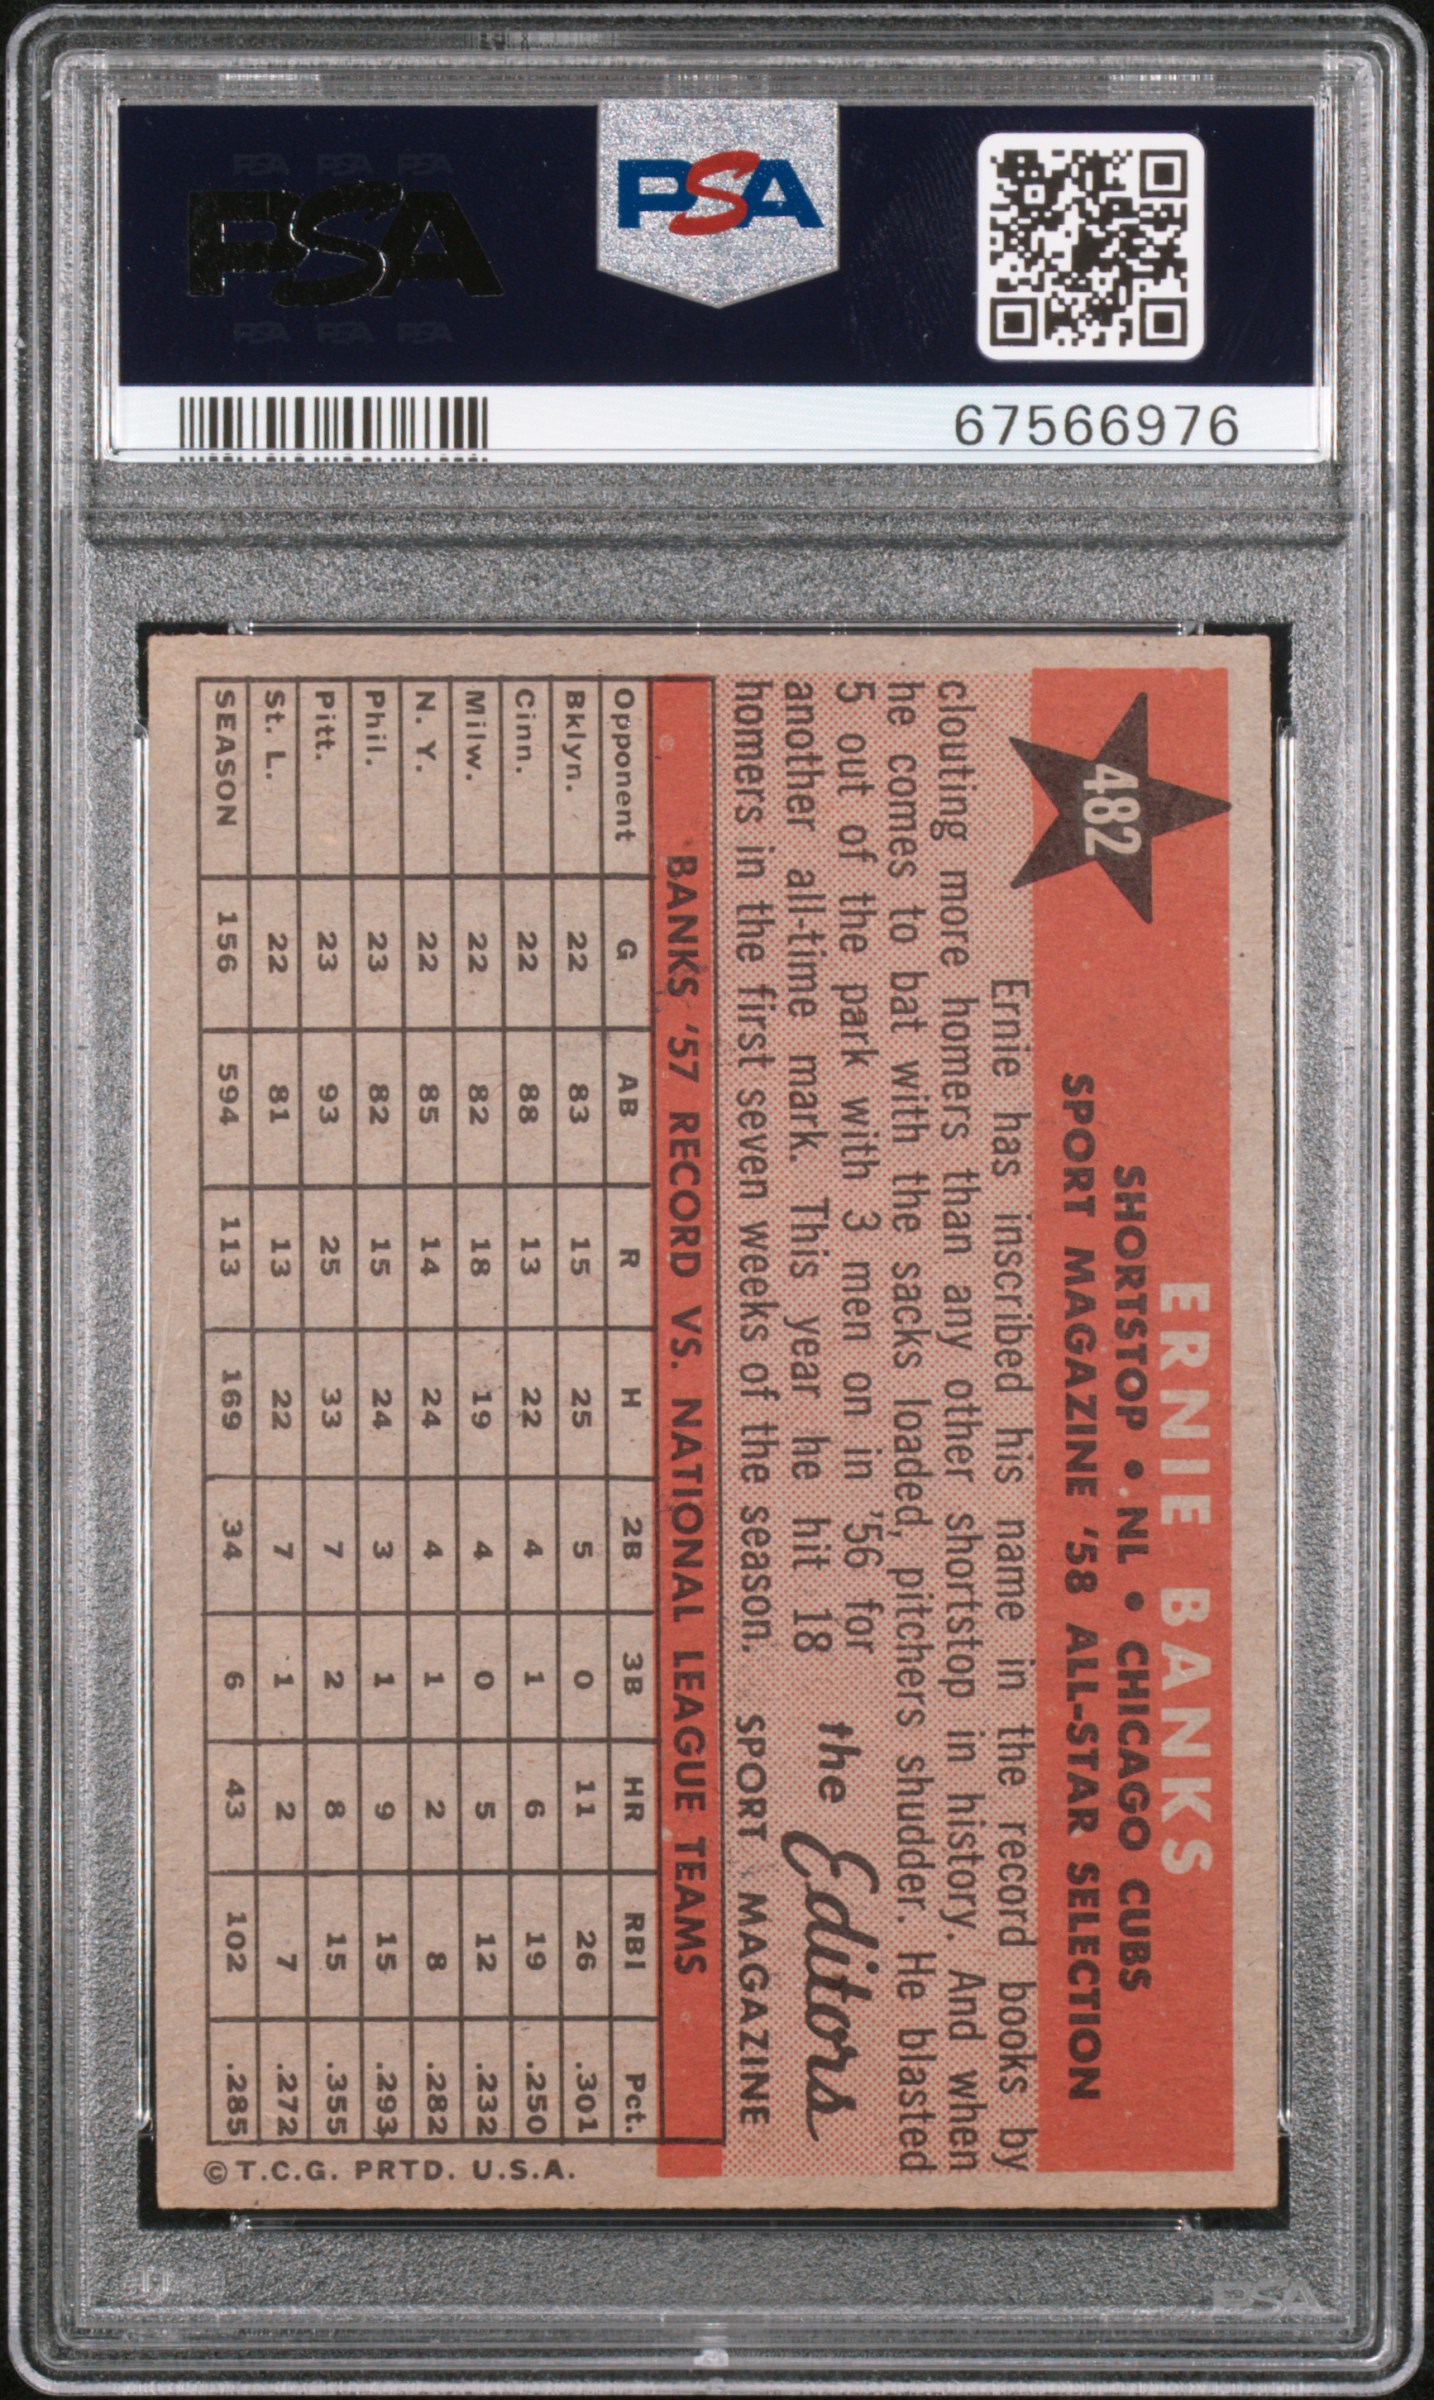 PSA PSA PSA
PSA
PSA PSA PSA
PSA
67566976
482
ERNIE BANKS
SHORTSTOP • NL • CHICAGO CUBS
SPORT MAGAZINE '58 ALL-STAR SELECTION
Ernie has inscribed his name in the record books by
clouting more homers than any other shortstop in history. And when
he comes to bat with the sacks loaded, pitchers shudder. He blasted
5 out of the park with 3 men on in '56 for
another all-time mark. This year he hit 18
homers in the first seven weeks of the season.
the Editors
SPORT MAGAZINE
BANKS '57 RECORD VS. NATIONAL LEAGUE TEAMS
Opponent G AB R H 2B 3B HR RBI Pct.
Bklyn. 22 83 15 25 5 0 11 26 .301
Cinn. 22 88 13 22 4 1 6 19 .250
Milw. 22 82 18 19 4 0 5 12 .232
N. Y. 22 85 14 24 4 1 2 8 .282
Phil. 23 82 15 24 3 1 9 15 .293
Pitt. 23 93 25 33 7 2 8 15 .355
St. L. 22 81 13 22 7 1 2 7 .272
SEASON 156 594 113 169 34 6 43 102 .285
© T.C.G. PRTD. U.S.A.
PSA